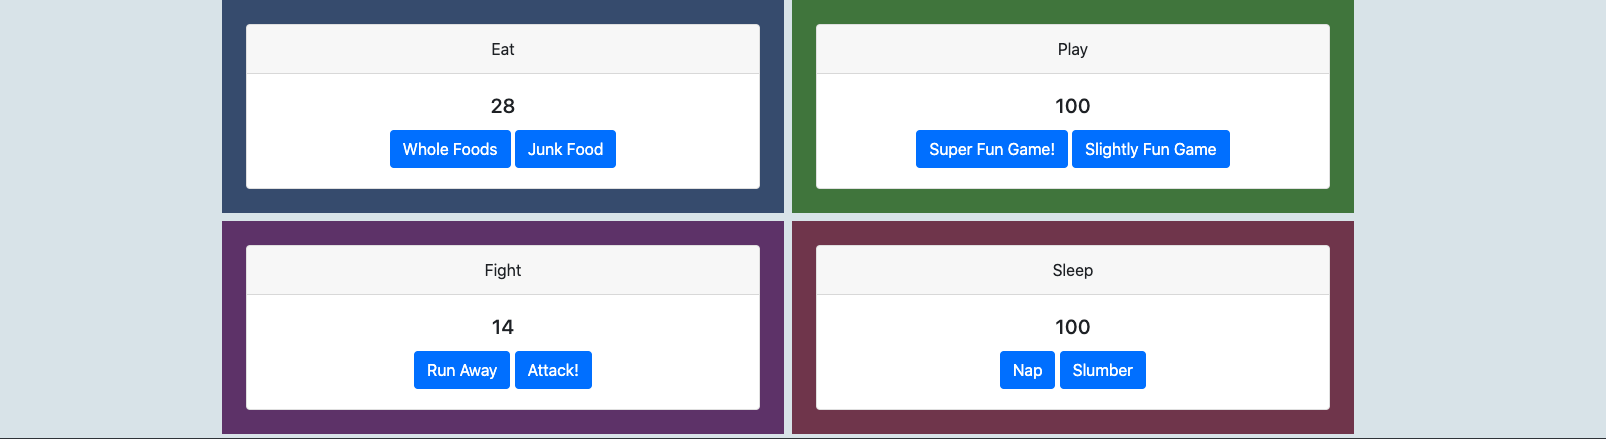 Eat
28
Whole Foods Junk Food
Play
100
Super Fun Game! Slightly Fun Game
Fight
14
Run Away Attack!
Sleep
100
Nap Slumber